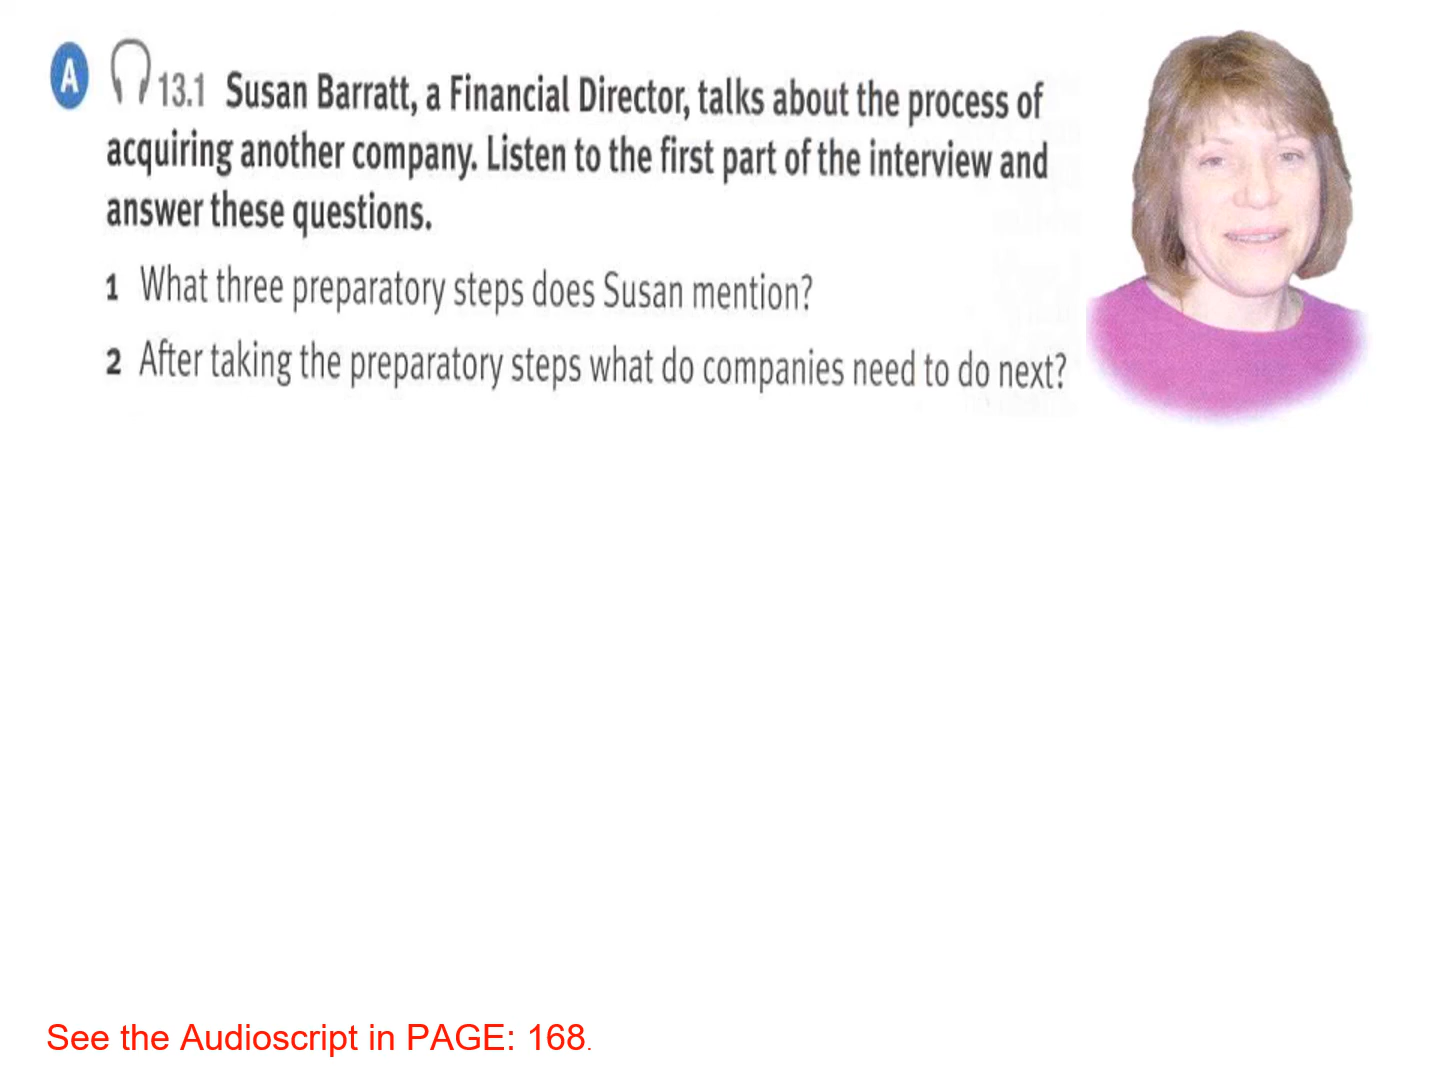 A 13.1 Susan Barratt, a Financial Director, talks about the process of
acquiring another company. Listen to the first part of the interview and
answer these questions.
1 What three preparatory steps does Susan mention?
2 After taking the preparatory steps what do companies need to do next?
See the Audioscript in PAGE: 168.